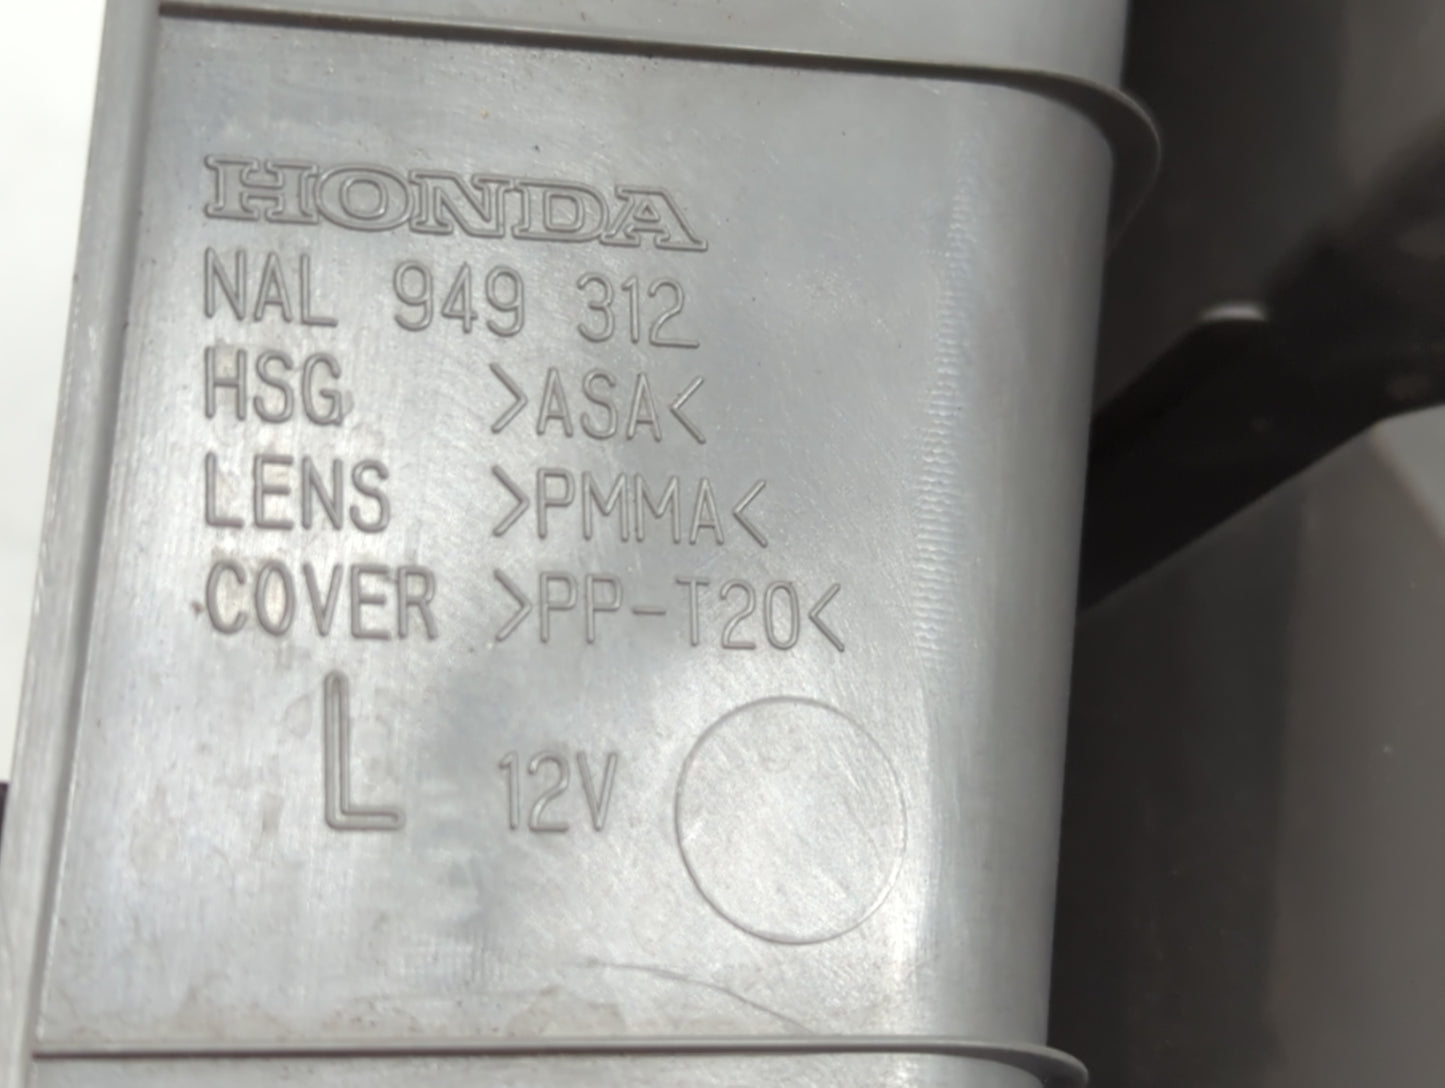 HONDA
NAL 949 312
HSG >ASA<
LENS >PMMA<
COVER >PP-T20<
L 12V